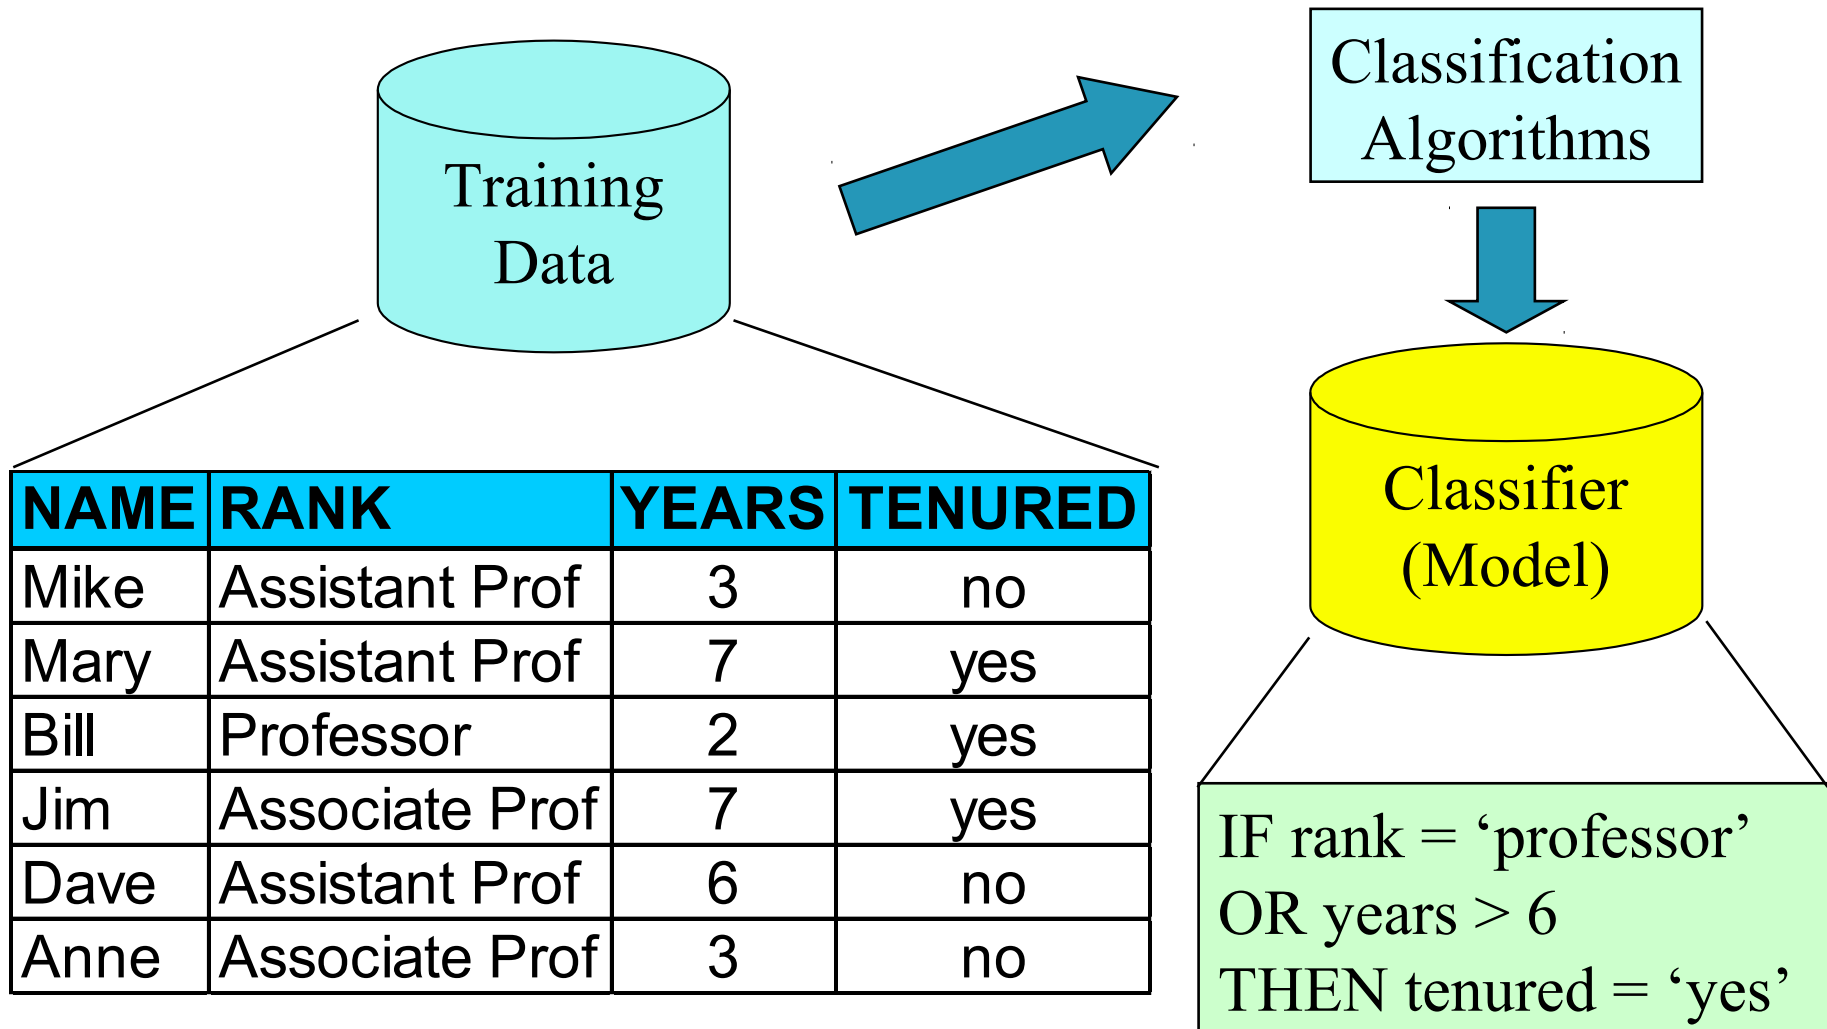 Training
Data
Classification
Algorithms
NAME RANK YEARS TENURED
Mike Assistant Prof 3 no
Mary Assistant Prof 7 yes
Bill Professor 2 yes
Jim Associate Prof 7 yes
Dave Assistant Prof 6 no
Anne Associate Prof 3 no
Classifier
(Model)
IF rank = ‘professor’
OR years > 6
THEN tenured = ‘yes’